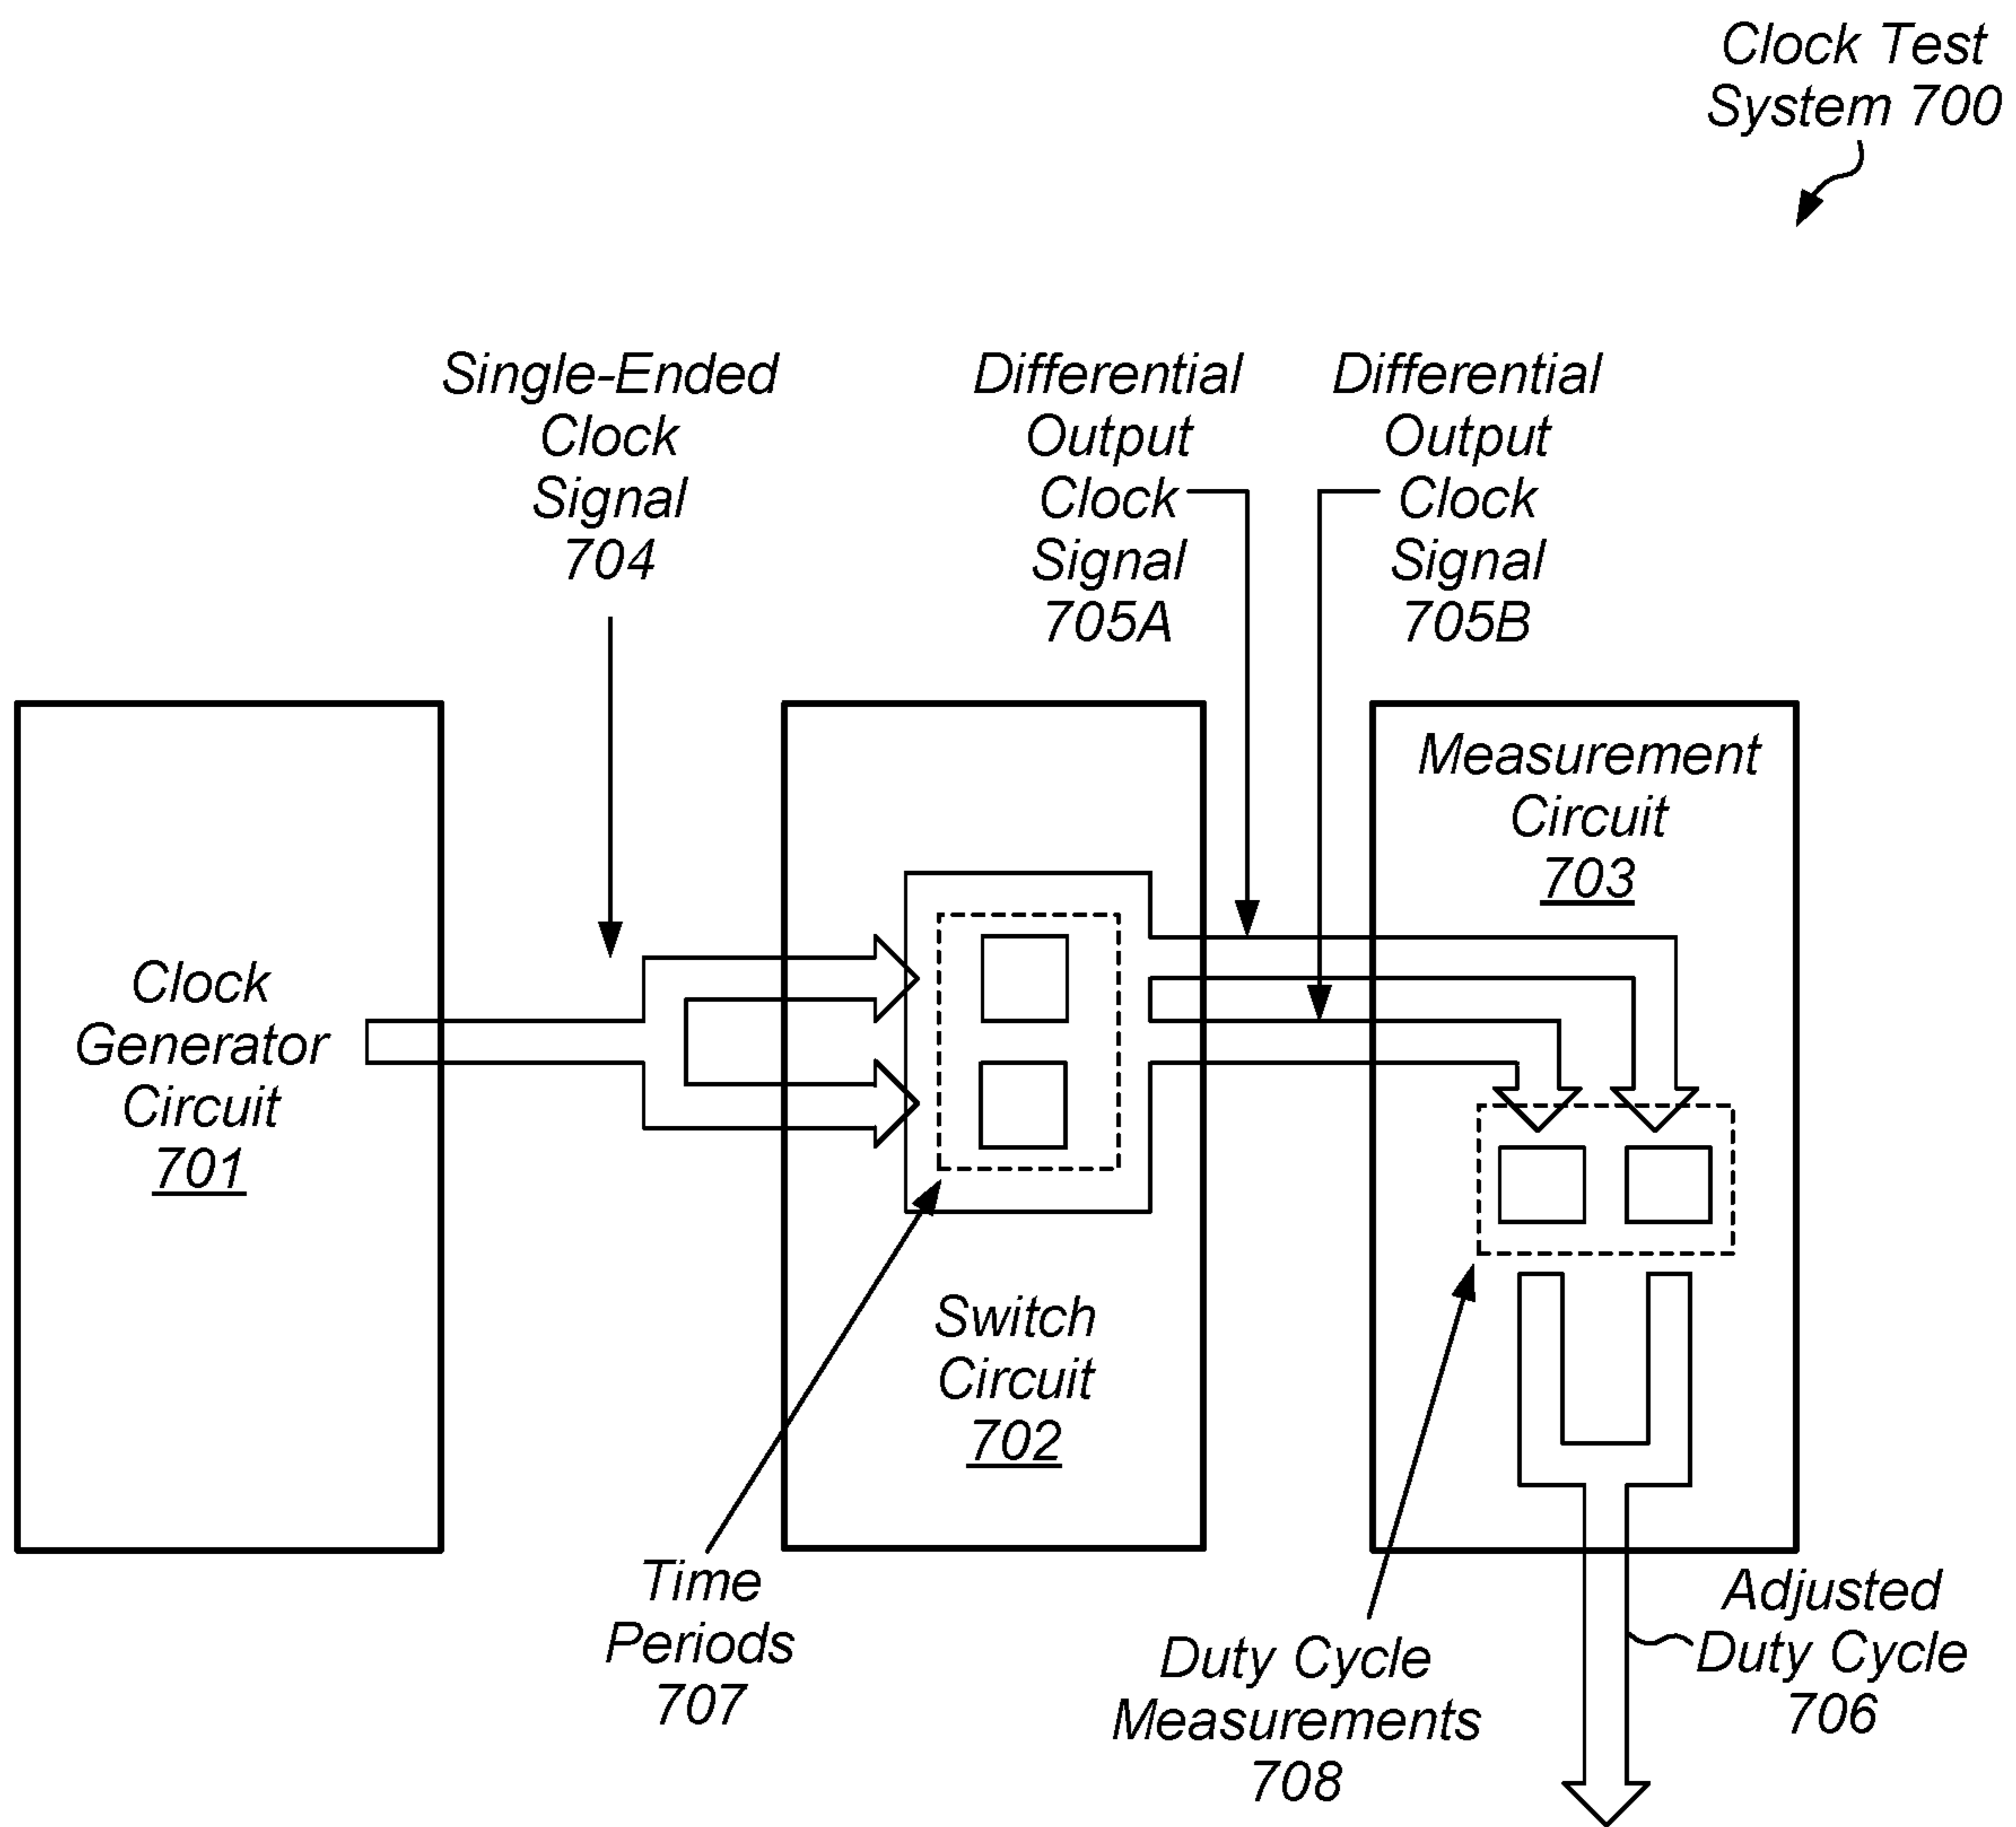 Clock Test
System 700
Single-Ended
Clock
Signal
704
Differential
Output
Clock
Signal
705A
Differential
Output
Clock
Signal
705B
Clock
Generator
Circuit
701
Switch
Circuit
702
Measurement
Circuit
703
Time
Periods
707
Duty Cycle
Measurements
708
Adjusted
Duty Cycle
706